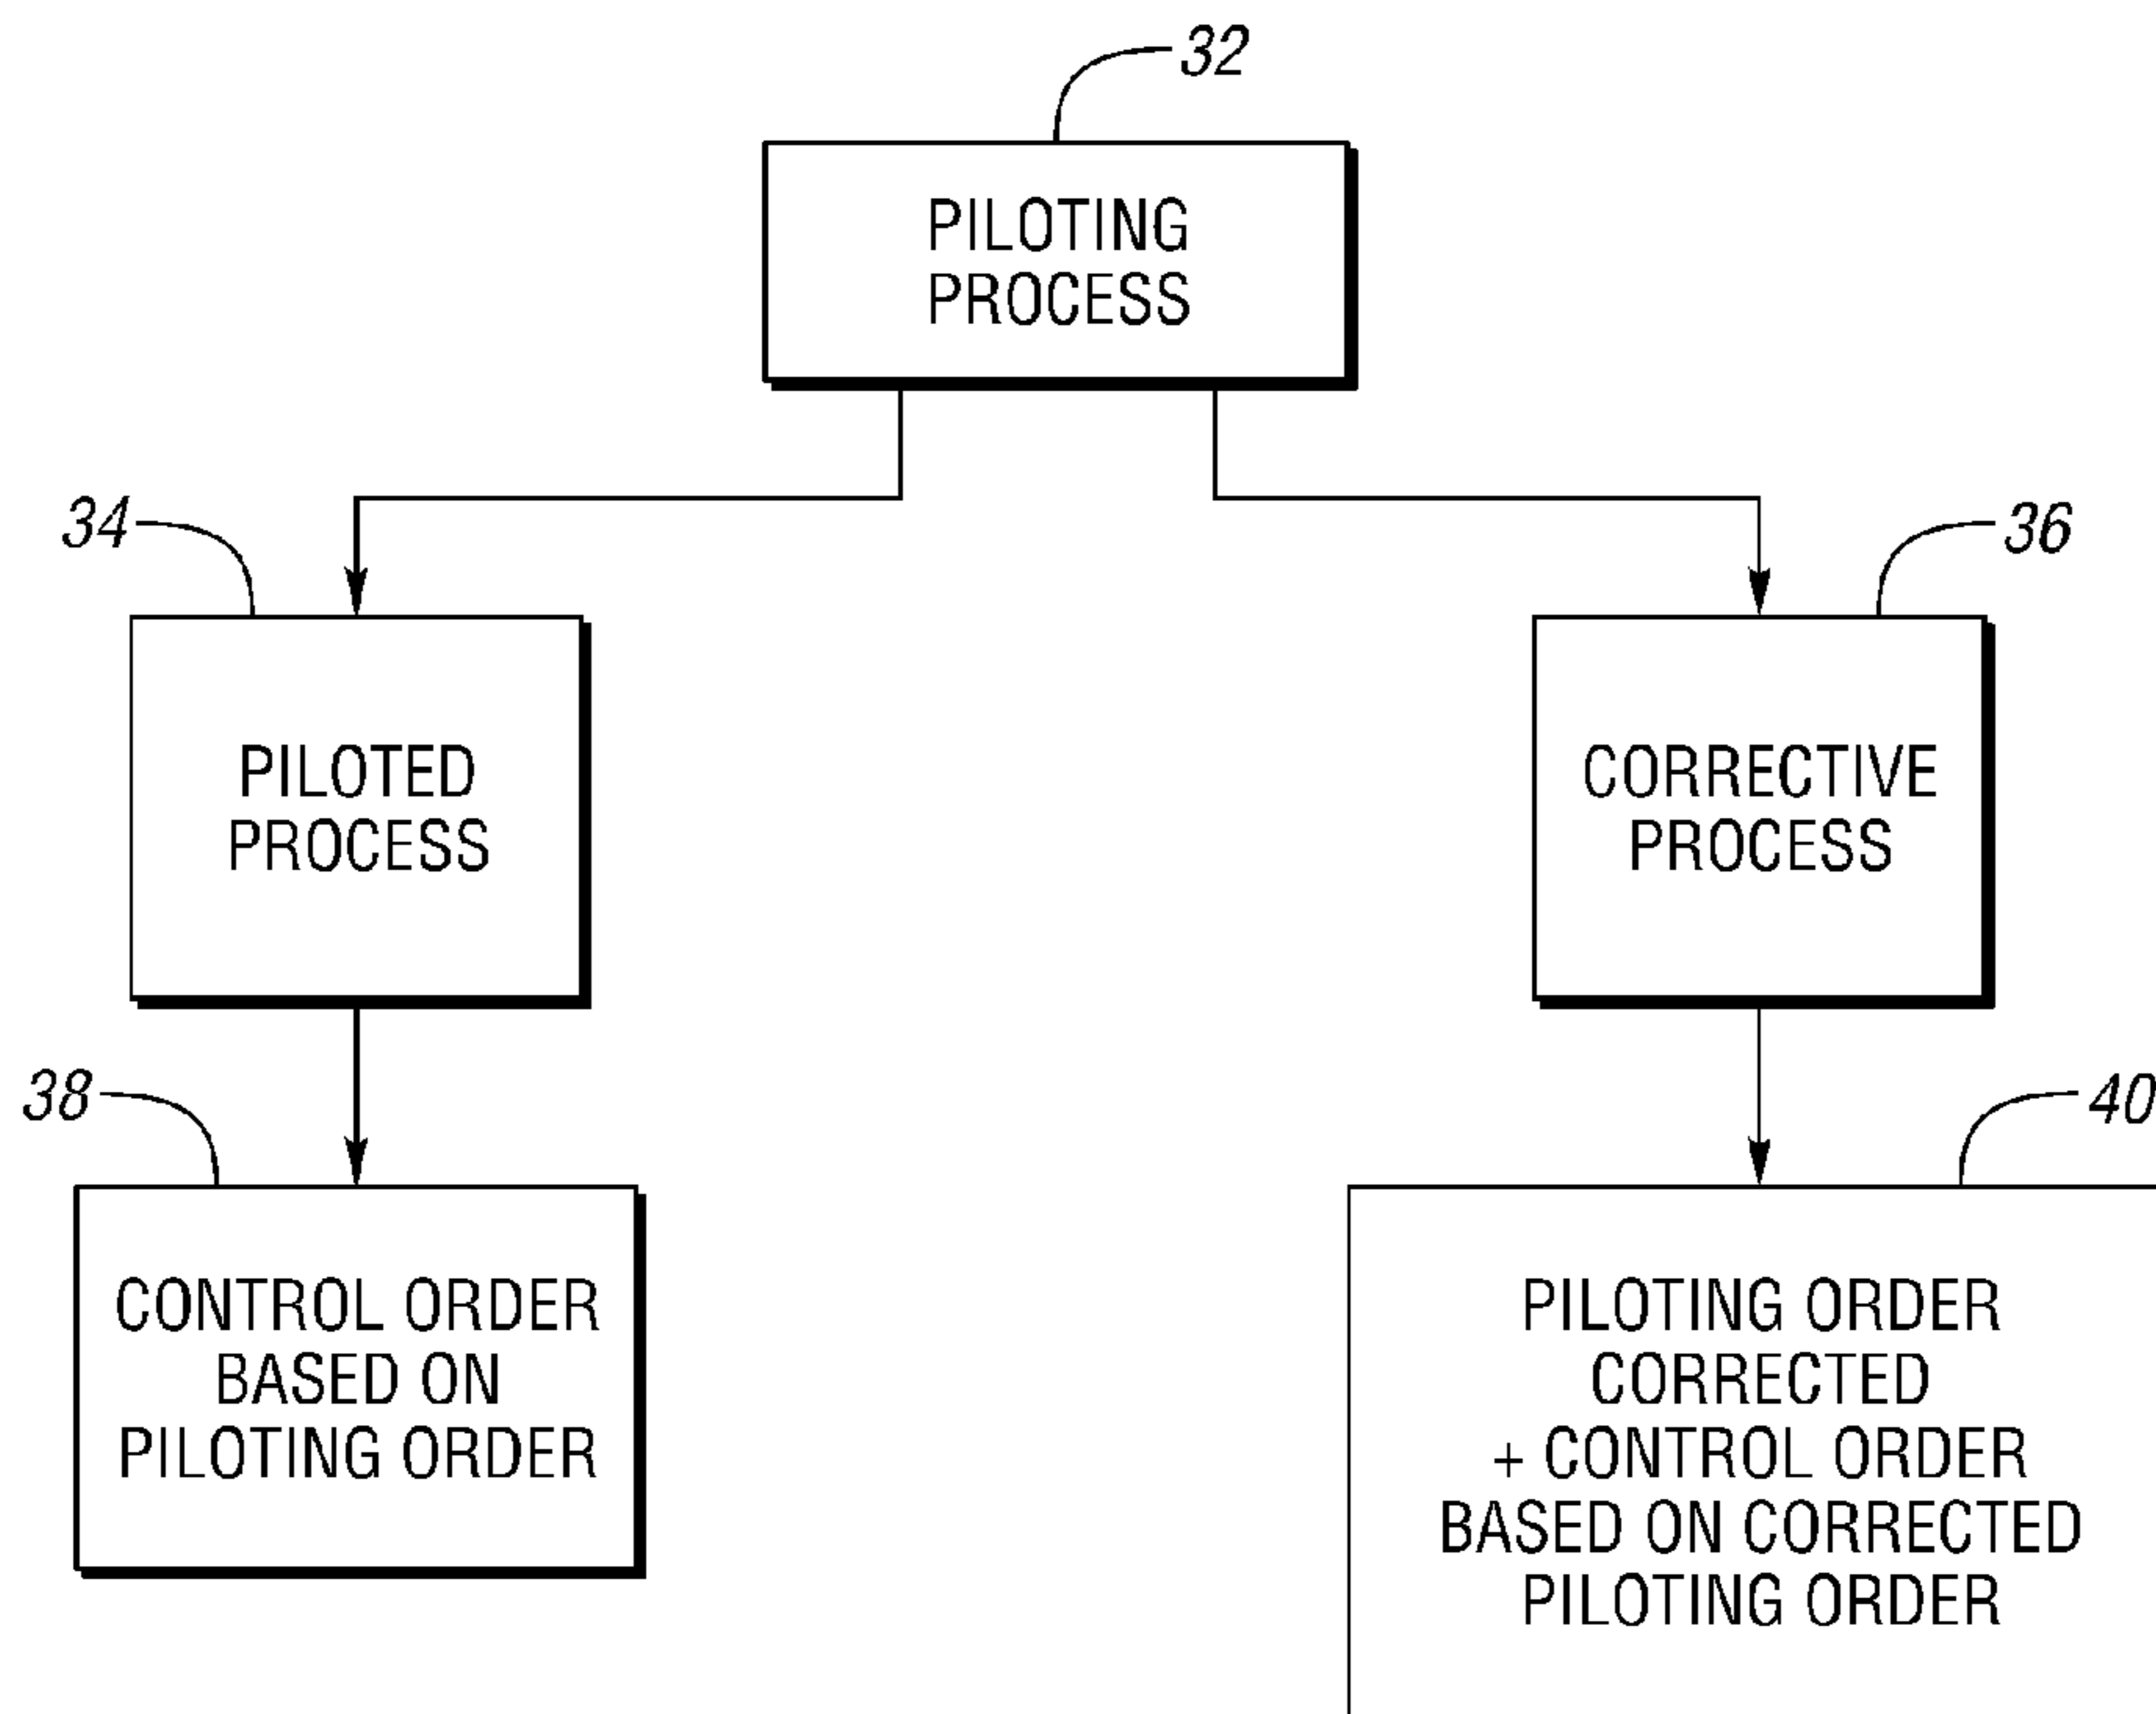 32
PILOTING
PROCESS
34
36
PILOTED
PROCESS
CORRECTIVE
PROCESS
38
40
CONTROL ORDER
BASED ON
PILOTING ORDER
PILOTING ORDER
CORRECTED
+ CONTROL ORDER
BASED ON CORRECTED
PILOTING ORDER